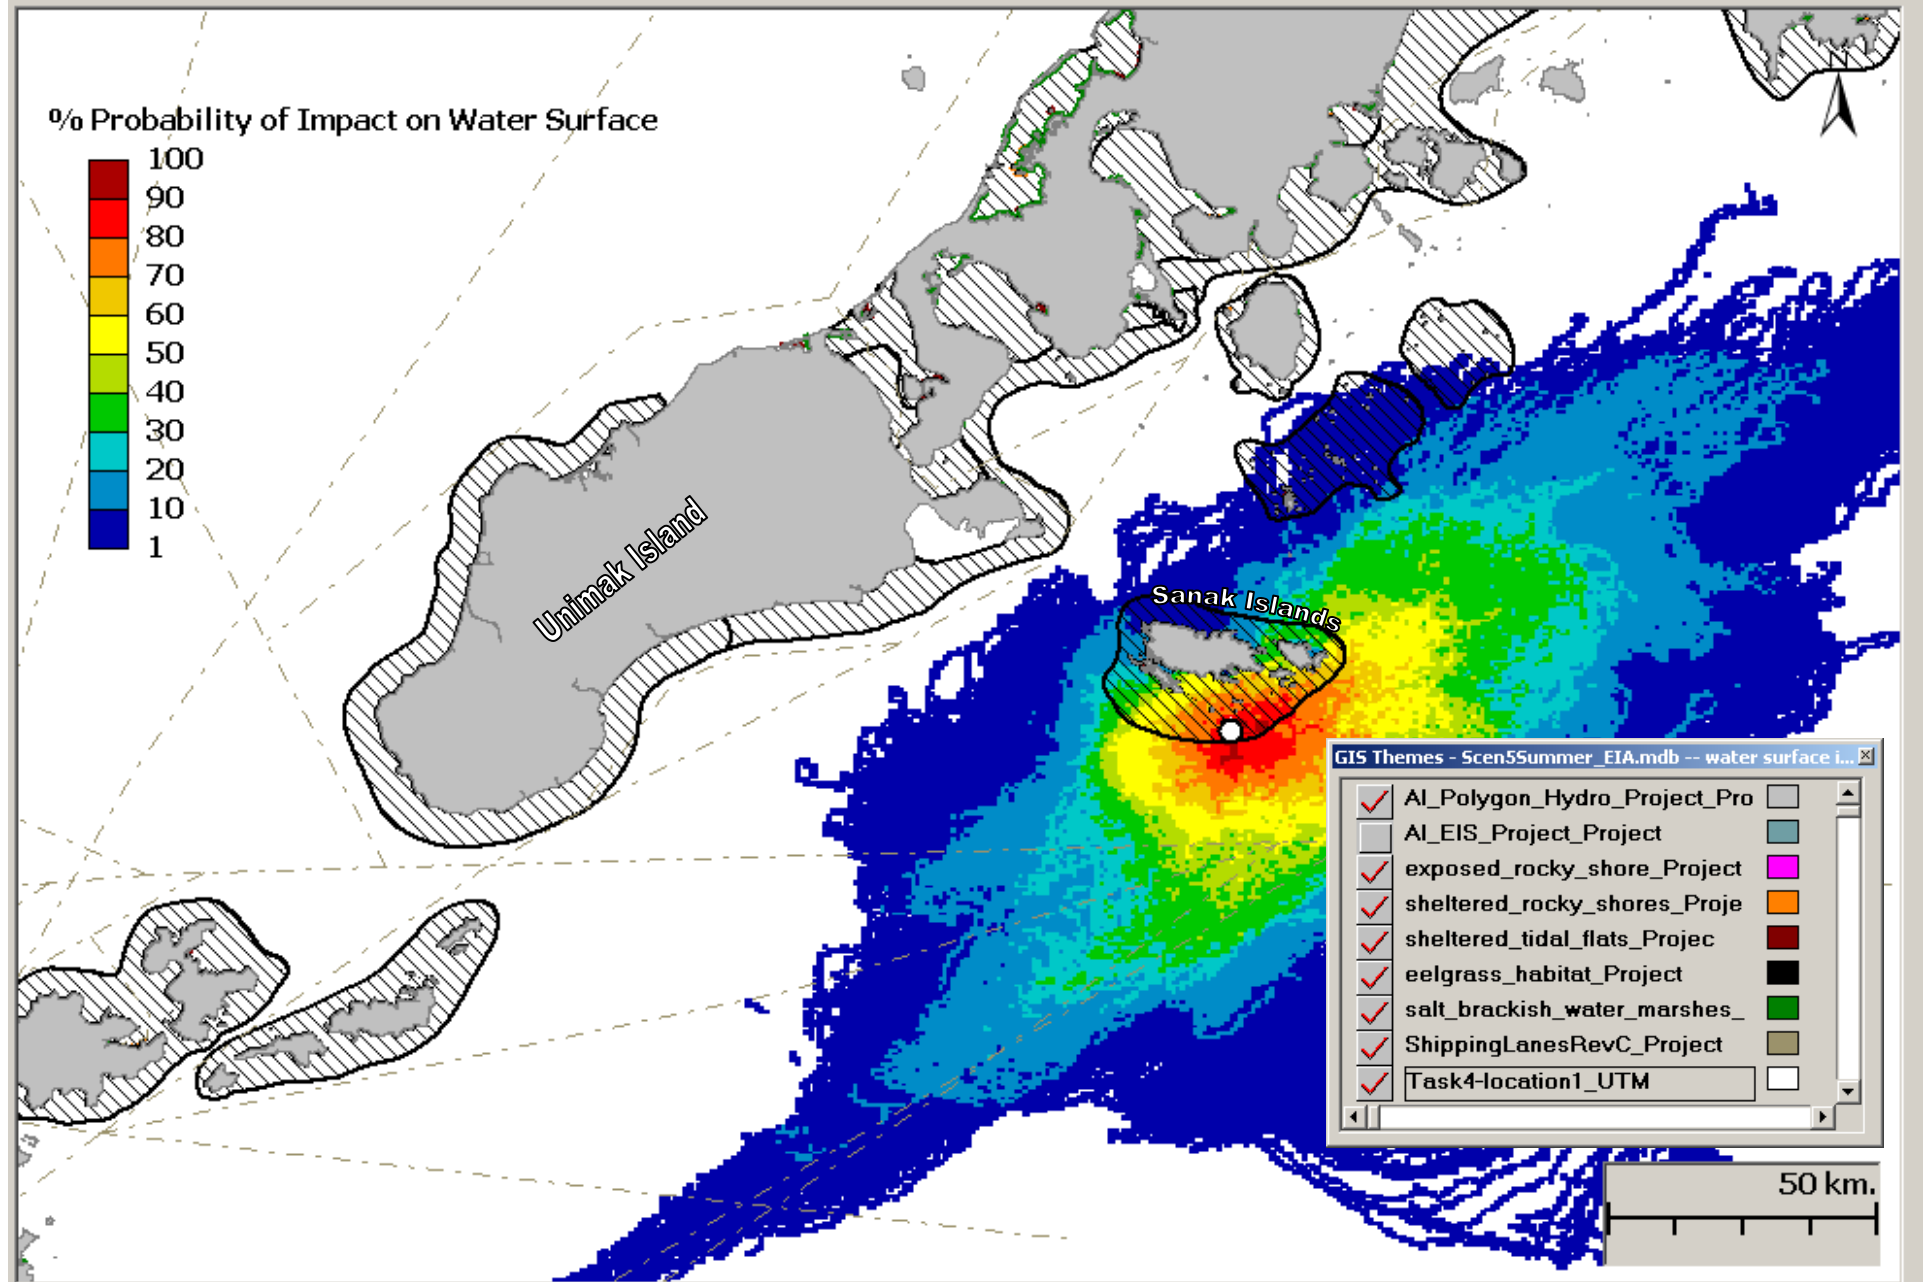 N
% Probability of Impact on Water Surface
100
90
80
70
60
50
40
30
20
10
1
Unimak Island
Sanak Islands
GIS Themes - Scen5Summer_EIA.mdb -- water surface i...
AI_Polygon_Hydro_Project_Pro
AI_EIS_Project_Project
exposed_rocky_shore_Project
sheltered_rocky_shores_Proje
sheltered_tidal_flats_Projec
eelgrass_habitat_Project
salt_brackish_water_marshes_
ShippingLanesRevC_Project
Task4-location1_UTM
50 km.